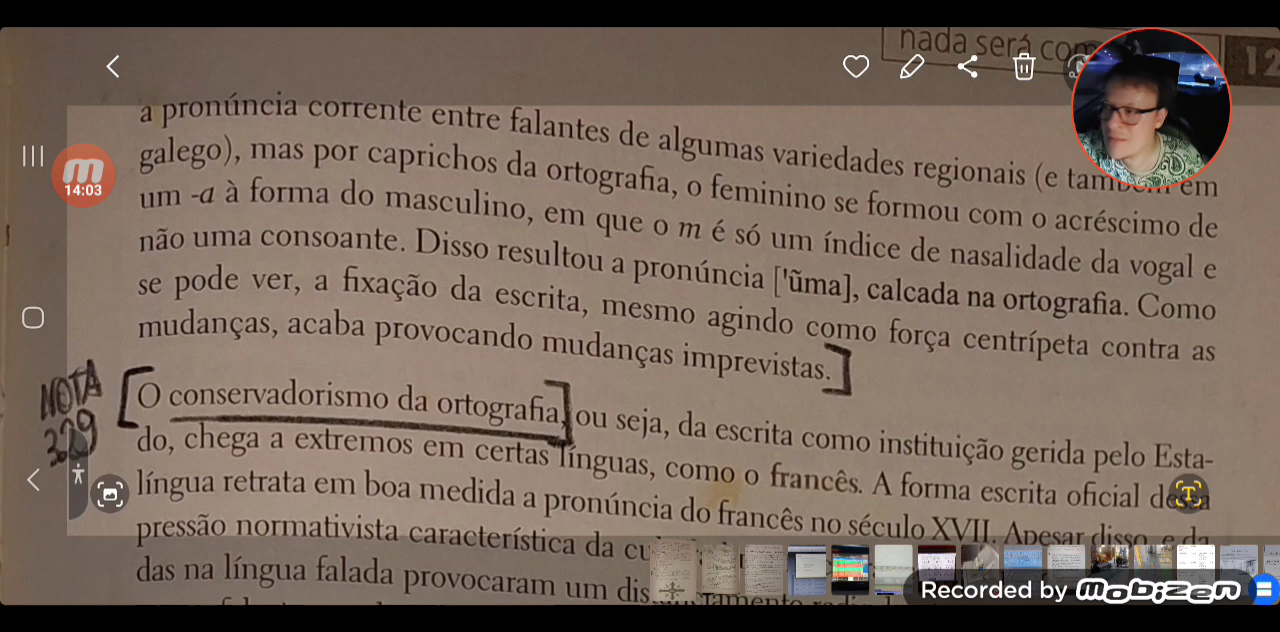 nada será
12
a pronúncia corrente entre falantes de algumas variedades regionais (e também em
galego), mas por caprichos da ortografia, o feminino se formou com o acréscimo de
um -a à forma do masculino, em que o m é só um índice de nasalidade da vogal e
não uma consoante. Disso resultou a pronúncia ['ũma], calcada na ortografia. Como
se pode ver, a fixação da escrita, mesmo agindo como força centrípeta contra as
mudanças, acaba provocando mudanças imprevistas.]
NOTA
329
[O conservadorismo da ortografia,] ou seja, da escrita como instituição gerida pelo Esta-
do, chega a extremos em certas línguas, como o francês. A forma escrita oficial dessa
língua retrata em boa medida a pronúncia do francês no século XVII. Apesar disso, e da
pressão normativista característica da
das na língua falada provocaram um
m
14:03
T
Recorded by mobizen